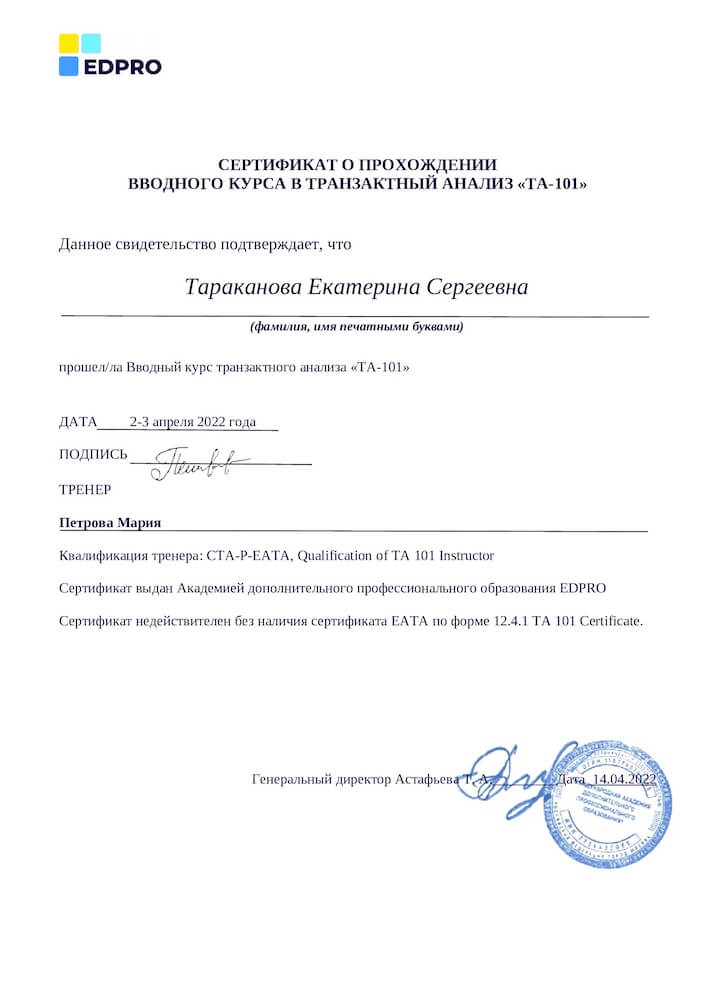 EDPRO
СЕРТИФИКАТ О ПРОХОЖДЕНИИ
ВВОДНОГО КУРСА В ТРАНЗАКТНЫЙ АНАЛИЗ «ТА-101»
Данное свидетельство подтверждает, что
Тараканова Екатерина Сергеевна
(фамилия, имя печатными буквами)
прошел/ла Вводный курс транзактного анализа «ТА-101»
ДАТА 2-3 апреля 2022 года
ПОДПИСЬ
ТРЕНЕР
Петрова Мария
Квалификация тренера: CTA-P-EATA, Qualification of TA 101 Instructor
Сертификат выдан Академией дополнительного профессионального образования EDPRO
Сертификат недействителен без наличия сертификата ЕАТА по форме 12.4.1 TA 101 Certificate.
Генеральный директор Астафьева Т. А. Дата 14.04.2022
АКАДЕМИЯ
ДОПОЛНИТЕЛЬНОГО
ПРОФЕССИОНАЛЬНОГО
ОБРАЗОВАНИЯ"